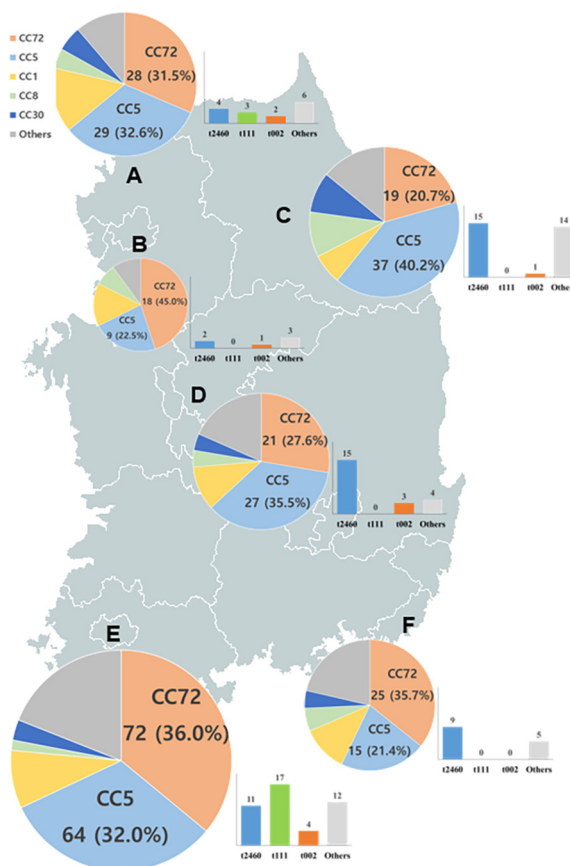 CC72
CC5
CC1
CC8
CC30
Others
CC72
28 (31.5%)
CC5
29 (32.6%)
4
3
2
6
t2460 t111 t002 Others
A
CC72
19 (20.7%)
CC5
37 (40.2%)
15
0
1
14
t2460 t111 t002 Others
C
B
CC72
18 (45.0%)
CC5
9 (22.5%)
2
0
1
3
t2460 t111 t002 Others
D
CC72
21 (27.6%)
CC5
27 (35.5%)
15
0
3
4
t2460 t111 t002 Others
E
CC72
72 (36.0%)
CC5
64 (32.0%)
11
17
4
12
t2460 t111 t002 Others
F
CC72
25 (35.7%)
CC5
15 (21.4%)
9
0
0
5
t2460 t111 t002 Others